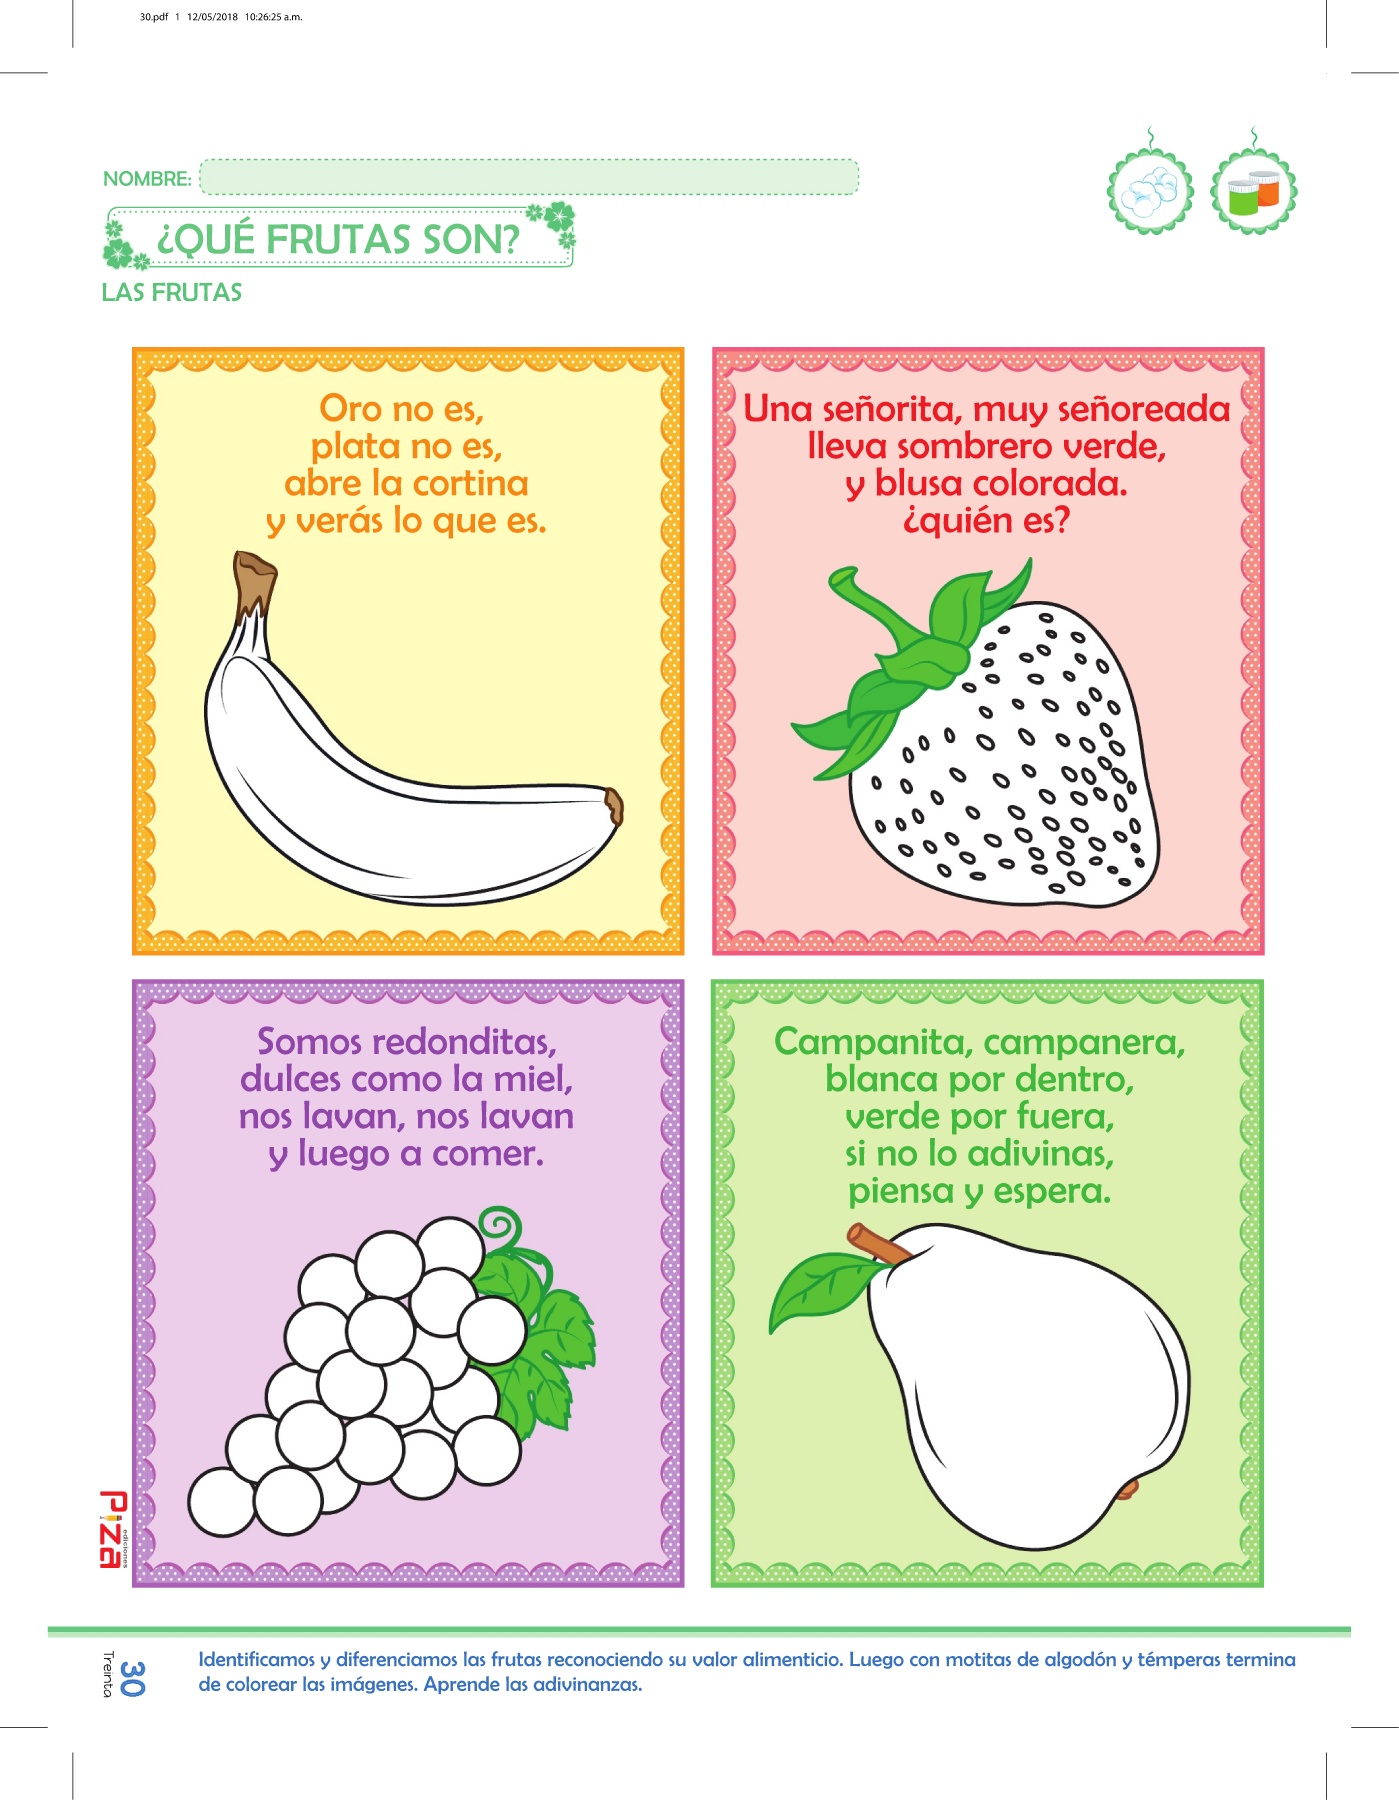 30.pdf 1 12/05/2018 10:26:25 a.m.
NOMBRE:
¿QUÉ FRUTAS SON?
LAS FRUTAS
Oro no es,
plata no es,
abre la cortina
y verás lo que es.
Una señorita, muy señoreada
lleva sombrero verde,
y blusa colorada.
¿quién es?
Somos redonditas,
dulces como la miel,
nos lavan, nos lavan
y luego a comer.
Campanita, campanera,
blanca por dentro,
verde por fuera,
si no lo adivinas,
piensa y espera.
Piza
ediciones
30
Treinta
Identificamos y diferenciamos las frutas reconociendo su valor alimenticio. Luego con motitas de algodón y témperas termina
de colorear las imágenes. Aprende las adivinanzas.